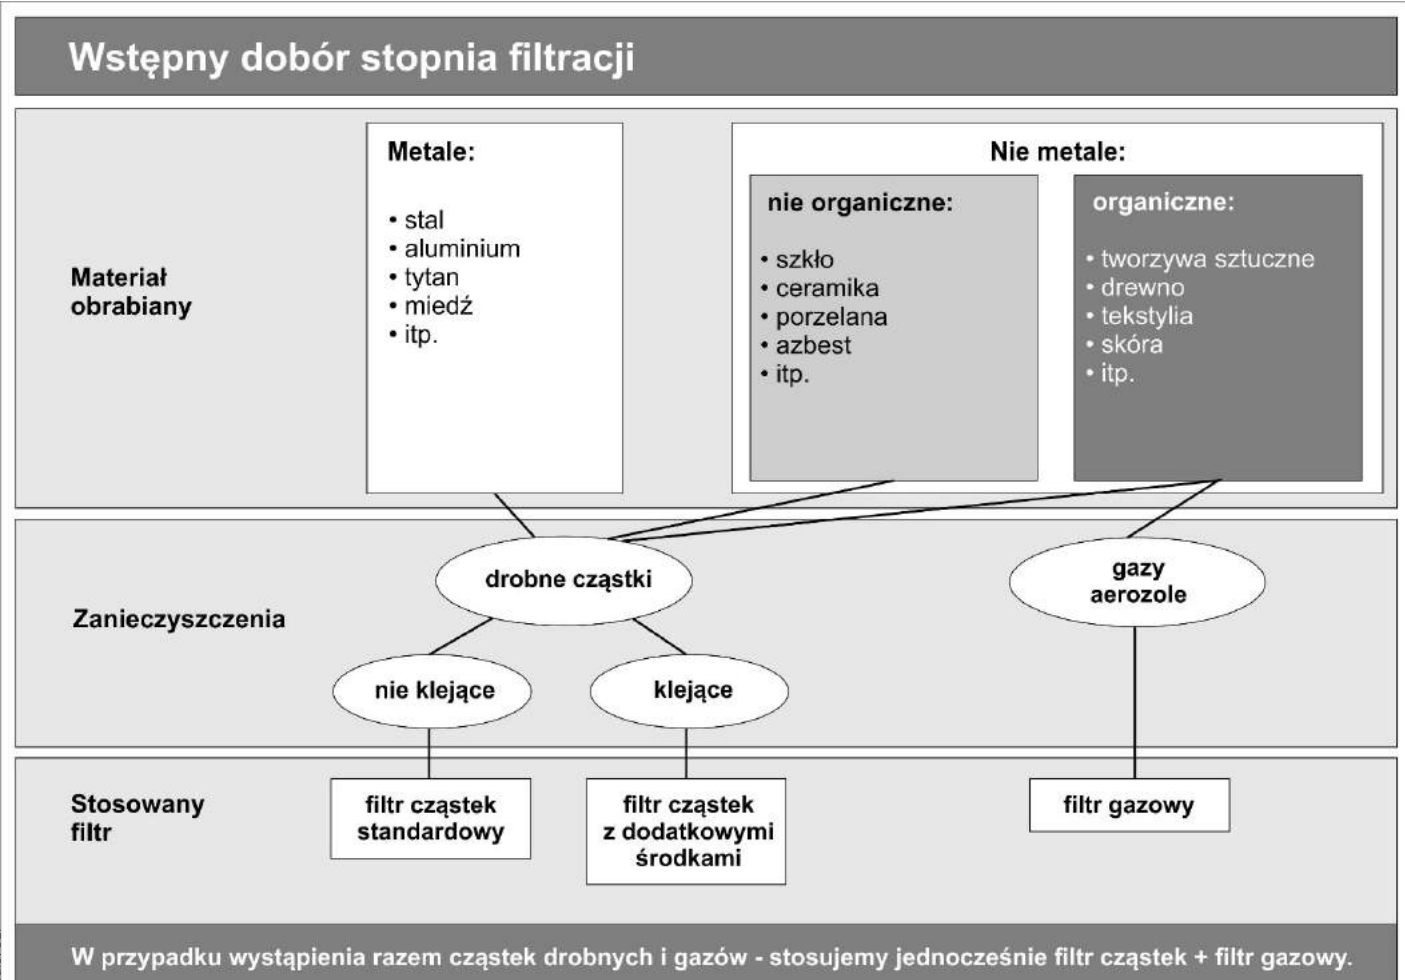 Wstępny dobór stopnia filtracji
Materiał
obrabiany
Metale:
• stal
• aluminium
• tytan
• miedź
• itp.
Nie metale:
nie organiczne:
• szkło
• ceramika
• porzelana
• azbest
• itp.
organiczne:
• tworzywa sztuczne
• drewno
• tekstylia
• skóra
• itp.
Zanieczyszczenia
drobne cząstki
gazy
aerozole
nie klejące
klejące
Stosowany
filtr
filtr cząstek
standardowy
filtr cząstek
z dodatkowymi
środkami
filtr gazowy
W przypadku wystąpienia razem cząstek drobnych i gazów - stosujemy jednocześnie filtr cząstek + filtr gazowy.